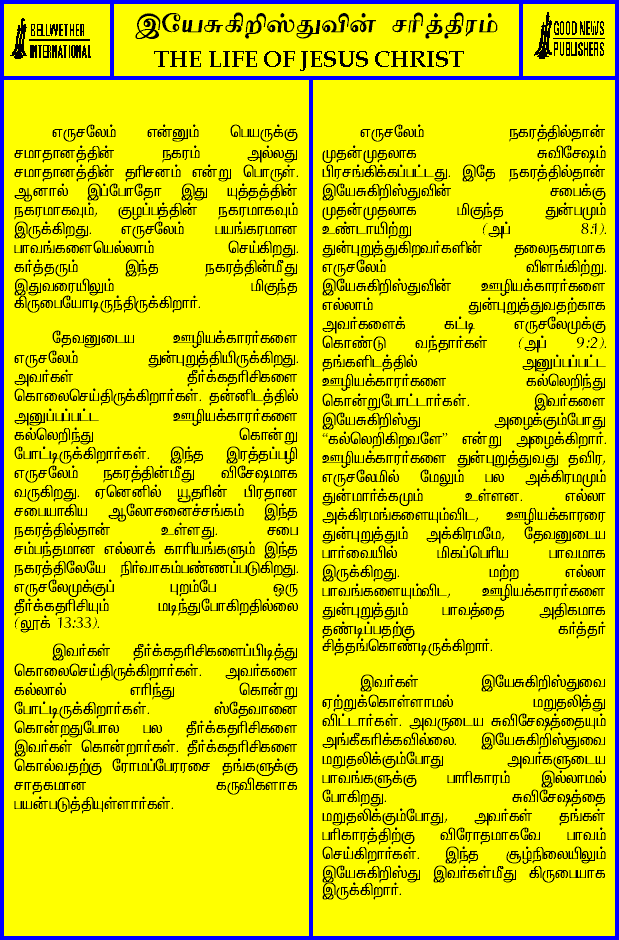 BELLWETHER
INTERNATIONAL
இயேசுகிறிஸ்துவின் சரித்திரம்
THE LIFE OF JESUS CHRIST
GOOD NEWS
PUBLISHERS
எருசலேம் என்னும் பெயருக்கு
சமாதானத்தின் நகரம் அல்லது
சமாதானத்தின் தரிசனம் என்று பொருள்.
ஆனால் இப்போதோ இது யுத்தத்தின்
நகரமாகவும், குழப்பத்தின் நகரமாகவும்
இருக்கிறது. எருசலேம் பயங்கரமான
பாவங்களையெல்லாம் செய்கிறது.
கர்த்தரும் இந்த நகரத்தின்மீது
இதுவரையிலும் மிகுந்த
கிருபையோடிருந்திருக்கிறார்.
தேவனுடைய ஊழியக்காரர்களை
எருசலேம் துன்புறுத்தியிருக்கிறது.
அவர்கள் தீர்க்கதரிசிகளை
கொலைசெய்திருக்கிறார்கள். தன்னிடத்தில்
அனுப்பப்பட்ட ஊழியக்காரர்களை
கல்லெறிந்து கொன்று
போட்டிருக்கிறார்கள். இந்த இரத்தப்பழி
எருசலேம் நகரத்தின்மீது விசேஷமாக
வருகிறது. ஏனெனில் யூதரின் பிரதான
சபையாகிய ஆலோசனைச்சங்கம் இந்த
நகரத்தில்தான் உள்ளது. சபை
சம்பந்தமான எல்லாக் காரியங்களும் இந்த
நகரத்திலேயே நிர்வாகம்பண்ணப்படுகிறது.
எருசலேமுக்குப் புறம்பே ஒரு
தீர்க்கதரிசியும் மடிந்துபோகிறதில்லை
(லூக் 13:33).
இவர்கள் தீர்க்கதரிசிகளைப்பிடித்து
கொலைசெய்திருக்கிறார்கள். அவர்களை
கல்லால் எரிந்து கொன்று
போட்டிருக்கிறார்கள். ஸ்தேவானை
கொன்றதுபோல பல தீர்க்கதரிசிகளை
இவர்கள் கொன்றார்கள். தீர்க்கதரிசிகளை
கொல்வதற்கு ரோமப்பேரரசை தங்களுக்கு
சாதகமான கருவிகளாக
பயன்படுத்தியுள்ளார்கள்.
எருசலேம் நகரத்தில்தான்
முதன்முதலாக சுவிசேஷம்
பிரசங்கிக்கப்பட்டது. இதே நகரத்தில்தான்
இயேசுகிறிஸ்துவின் சபைக்கு
முதன்முதலாக மிகுந்த துன்பமும்
உண்டாயிற்று (அப் 8:1).
துன்புறுத்துகிறவர்களின் தலைநகரமாக
எருசலேம் விளங்கிற்று.
இயேசுகிறிஸ்துவின் ஊழியக்காரர்களை
எல்லாம் துன்புறுத்துவதற்காக
அவர்களைக் கட்டி எருசலேமுக்கு
கொண்டு வந்தார்கள் (அப் 9:2).
தங்களிடத்தில் அனுப்பப்பட்ட
ஊழியக்காரர்களை கல்லெறிந்து
கொன்றுபோட்டார்கள். இவர்களை
இயேசுகிறிஸ்து அழைக்கும்போது
“கல்லெறிகிறவளே” என்று அழைக்கிறார்.
ஊழியக்காரர்களை துன்புறுத்துவது தவிர,
எருசலேமில் மேலும் பல அக்கிரமமும்
துன்மார்க்கமும் உள்ளன. எல்லா
அக்கிரமங்களையும்விட, ஊழியக்காரரை
துன்புறுத்தும் அக்கிரமமே, தேவனுடைய
பார்வையில் மிகப்பெரிய பாவமாக
இருக்கிறது. மற்ற எல்லா
பாவங்களையும்விட, ஊழியக்காரர்களை
துன்புறுத்தும் பாவத்தை அதிகமாக
தண்டிப்பதற்கு கர்த்தர்
சித்தங்கொண்டிருக்கிறார்.
இவர்கள் இயேசுகிறிஸ்துவை
ஏற்றுக்கொள்ளாமல் மறுதலித்து
விட்டார்கள். அவருடைய சுவிசேஷத்தையும்
அங்கீகரிக்கவில்லை. இயேசுகிறிஸ்துவை
மறுதலிக்கும்போது அவர்களுடைய
பாவங்களுக்கு பாரிகாரம் இல்லாமல்
போகிறது. சுவிசேஷத்தை
மறுதலிக்கும்போது, அவர்கள் தங்கள்
பரிகாரத்திற்கு விரோதமாகவே பாவம்
செய்கிறார்கள். இந்த சூழ்நிலையிலும்
இயேசுகிறிஸ்து இவர்கள்மீது கிருபையாக
இருக்கிறார்.